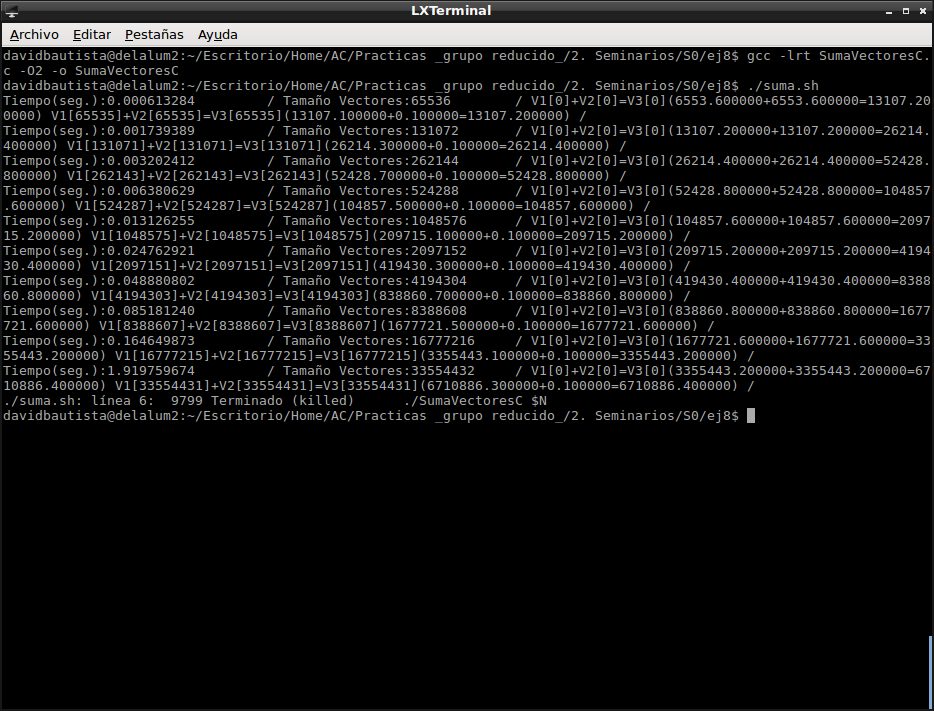 LXTerminal
Archivo Editar Pestañas Ayuda
davidbautista@delalum2:~/Escritorio/Home/AC/Practicas _grupo reducido_/2. Seminarios/S0/ej8$ gcc -lrt SumaVectoresC.
c -O2 -o SumaVectoresC
davidbautista@delalum2:~/Escritorio/Home/AC/Practicas _grupo reducido_/2. Seminarios/S0/ej8$ ./suma.sh
Tiempo(seg.):0.000613284         / Tamaño Vectores:65536        / V1[0]+V2[0]=V3[0](6553.600000+6553.600000=13107.20
0000) V1[65535]+V2[65535]=V3[65535](13107.100000+0.100000=13107.200000) /
Tiempo(seg.):0.001739389         / Tamaño Vectores:131072       / V1[0]+V2[0]=V3[0](13107.200000+13107.200000=26214.
400000) V1[131071]+V2[131071]=V3[131071](26214.300000+0.100000=26214.400000) /
Tiempo(seg.):0.003202412         / Tamaño Vectores:262144       / V1[0]+V2[0]=V3[0](26214.400000+26214.400000=52428.
800000) V1[262143]+V2[262143]=V3[262143](52428.700000+0.100000=52428.800000) /
Tiempo(seg.):0.006380629         / Tamaño Vectores:524288       / V1[0]+V2[0]=V3[0](52428.800000+52428.800000=104857
.600000) V1[524287]+V2[524287]=V3[524287](104857.500000+0.100000=104857.600000) /
Tiempo(seg.):0.013126255         / Tamaño Vectores:1048576      / V1[0]+V2[0]=V3[0](104857.600000+104857.600000=2097
15.200000) V1[1048575]+V2[1048575]=V3[1048575](209715.100000+0.100000=209715.200000) /
Tiempo(seg.):0.024762921         / Tamaño Vectores:2097152      / V1[0]+V2[0]=V3[0](209715.200000+209715.200000=4194
30.400000) V1[2097151]+V2[2097151]=V3[2097151](419430.300000+0.100000=419430.400000) /
Tiempo(seg.):0.048880802         / Tamaño Vectores:4194304      / V1[0]+V2[0]=V3[0](419430.400000+419430.400000=8388
60.800000) V1[4194303]+V2[4194303]=V3[4194303](838860.700000+0.100000=838860.800000) /
Tiempo(seg.):0.085181240         / Tamaño Vectores:8388608      / V1[0]+V2[0]=V3[0](838860.800000+838860.800000=1677
721.600000) V1[8388607]+V2[8388607]=V3[8388607](1677721.500000+0.100000=1677721.600000) /
Tiempo(seg.):0.164649873         / Tamaño Vectores:16777216     / V1[0]+V2[0]=V3[0](1677721.600000+1677721.600000=33
55443.200000) V1[16777215]+V2[16777215]=V3[16777215](3355443.100000+0.100000=3355443.200000) /
Tiempo(seg.):1.919759674         / Tamaño Vectores:33554432     / V1[0]+V2[0]=V3[0](3355443.200000+3355443.200000=67
10886.400000) V1[33554431]+V2[33554431]=V3[33554431](6710886.300000+0.100000=6710886.400000) /
./suma.sh: línea 6:  9799 Terminado (killed)      ./SumaVectoresC $N
davidbautista@delalum2:~/Escritorio/Home/AC/Practicas _grupo reducido_/2. Seminarios/S0/ej8$